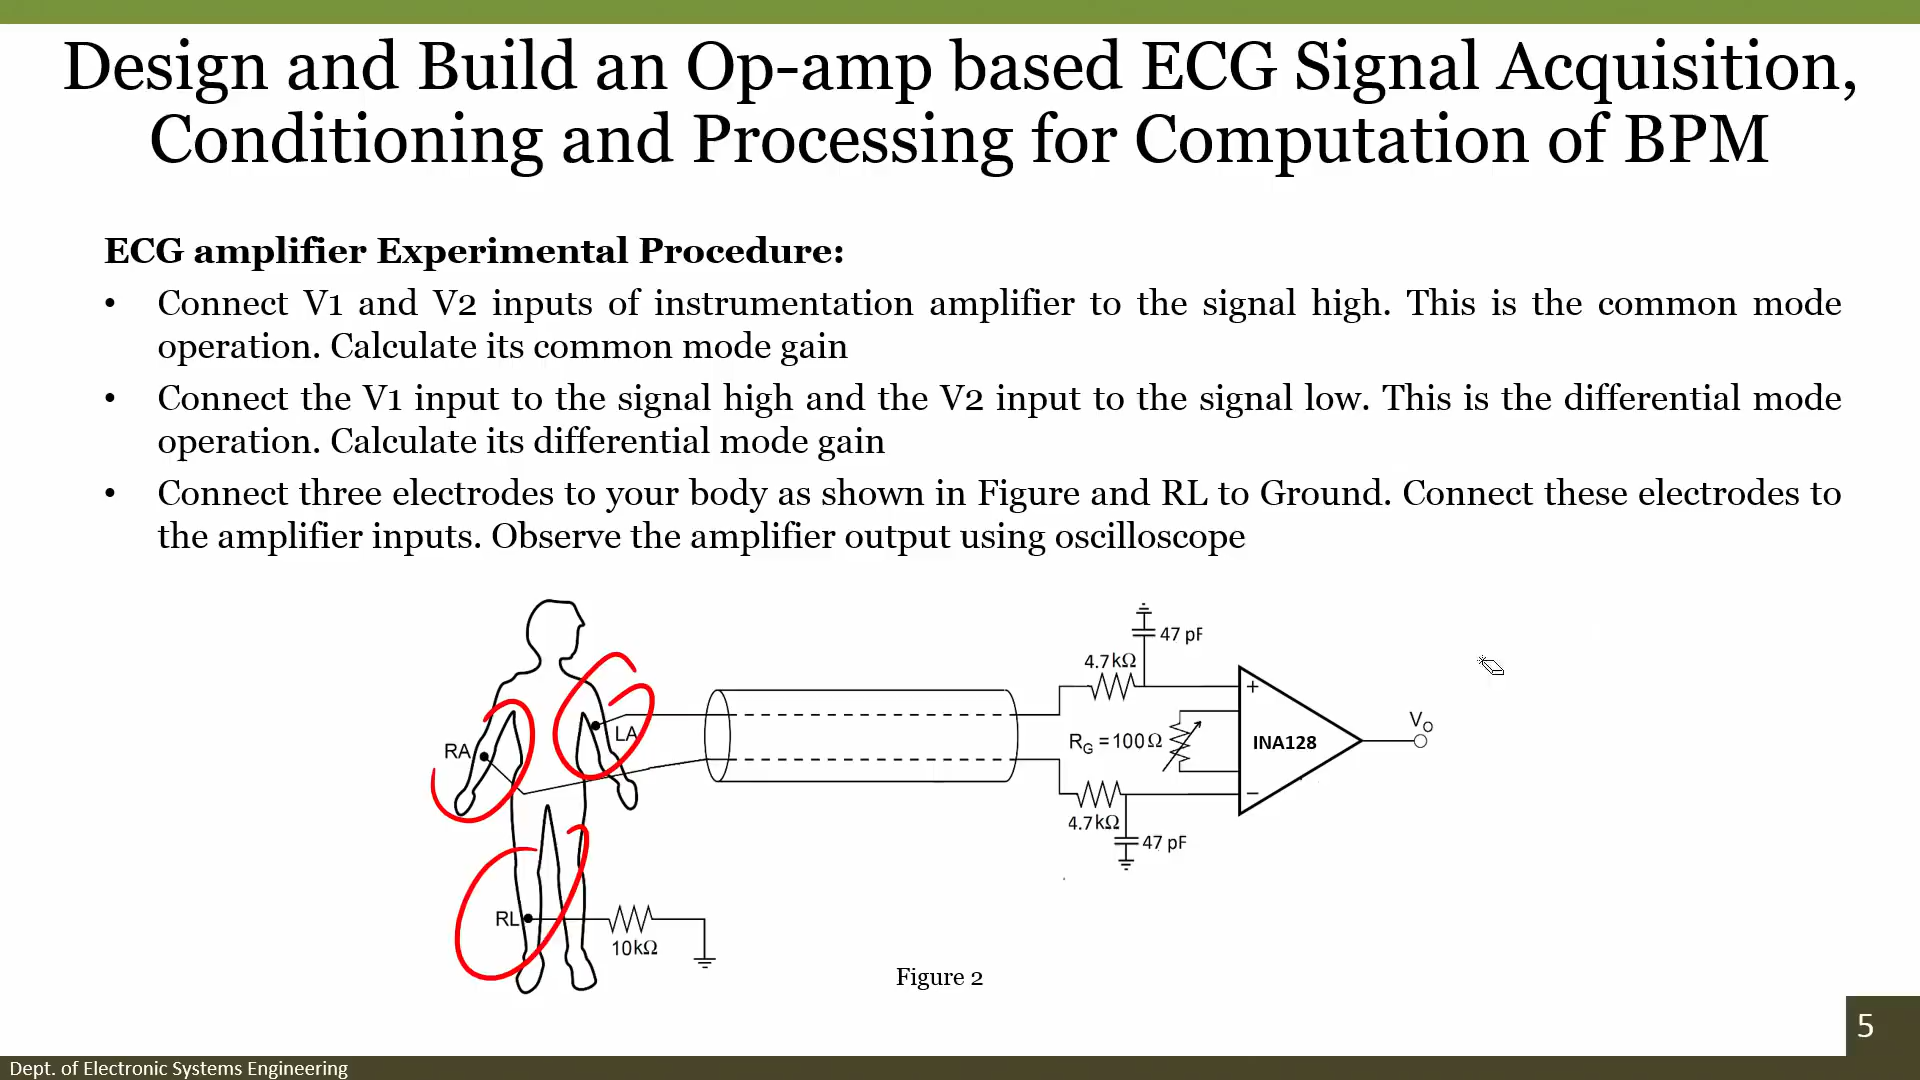 Design and Build an Op-amp based ECG Signal Acquisition,
Conditioning and Processing for Computation of BPM
ECG amplifier Experimental Procedure:
• Connect V1 and V2 inputs of instrumentation amplifier to the signal high. This is the common mode
operation. Calculate its common mode gain
• Connect the V1 input to the signal high and the V2 input to the signal low. This is the differential mode
operation. Calculate its differential mode gain
• Connect three electrodes to your body as shown in Figure and RL to Ground. Connect these electrodes to
the amplifier inputs. Observe the amplifier output using oscilloscope
47 pF
4.7kΩ
+
LA
RA
RG =100Ω
INA128
VO
−
4.7kΩ
47 pF
RL
10kΩ
Figure 2
5
Dept. of Electronic Systems Engineering